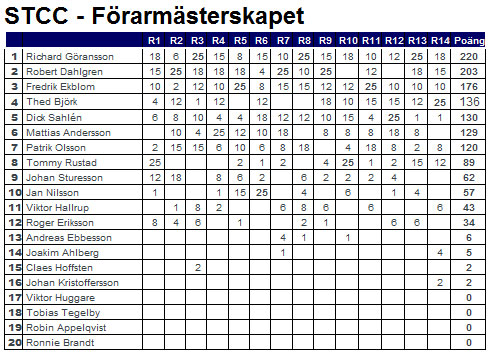 STCC - Förarmästerskapet
R1 R2 R3 R4 R5 R6 R7 R8 R9 R10 R11 R12 R13 R14 Poäng
1 Richard Göransson 18 6 25 15 8 15 10 25 15 18 10 12 25 18 220
2 Robert Dahlgren 15 25 18 18 18 4 25 10 25 12 18 15 203
3 Fredrik Ekblom 10 2 12 10 25 8 15 15 12 12 25 10 10 10 176
4 Thed Björk 4 12 1 12 12 18 10 15 15 12 25 136
5 Dick Sahlén 6 8 10 4 4 18 12 12 10 15 4 25 1 1 130
6 Mattias Andersson 10 4 25 12 10 18 8 8 8 18 8 129
7 Patrik Olsson 2 15 15 6 10 6 8 18 4 18 8 2 8 120
8 Tommy Rustad 25 2 1 2 4 25 1 2 15 12 89
9 Johan Sturesson 12 18 8 6 2 6 2 2 2 4 62
10 Jan Nilsson 1 1 15 25 4 6 1 4 57
11 Viktor Hallrup 1 8 2 6 8 6 6 6 43
12 Roger Eriksson 8 4 6 1 2 1 6 6 34
13 Andreas Ebbesson 4 1 1 6
14 Joakim Ahlberg 1 4 5
15 Claes Hoffsten 2 2
16 Johan Kristoffersson 2 2
17 Viktor Huggare 0
18 Tobias Tegelby 0
19 Robin Appelqvist 0
20 Ronnie Brandt 0